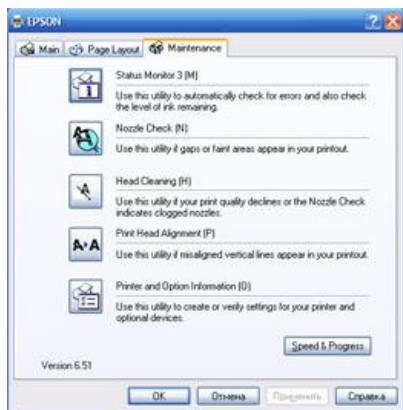 EPSON
Main
Page Layout
Maintenance
Status Monitor 3 (M)
Use this utility to automatically check for errors and also check
the level of ink remaining.
Nozzle Check (N)
Use this utility if gaps or faint areas appear in your printout.
Head Cleaning (H)
Use this utility if your print quality declines or the Nozzle Check
indicates clogged nozzles.
Print Head Alignment (P)
Use this utility if misaligned vertical lines appear in your printout.
Printer and Option Information (O)
Use this utility to create or verify settings for your printer and
optional devices.
Speed & Progress
Version 6.51
OK
Отмена
Применить
Справка